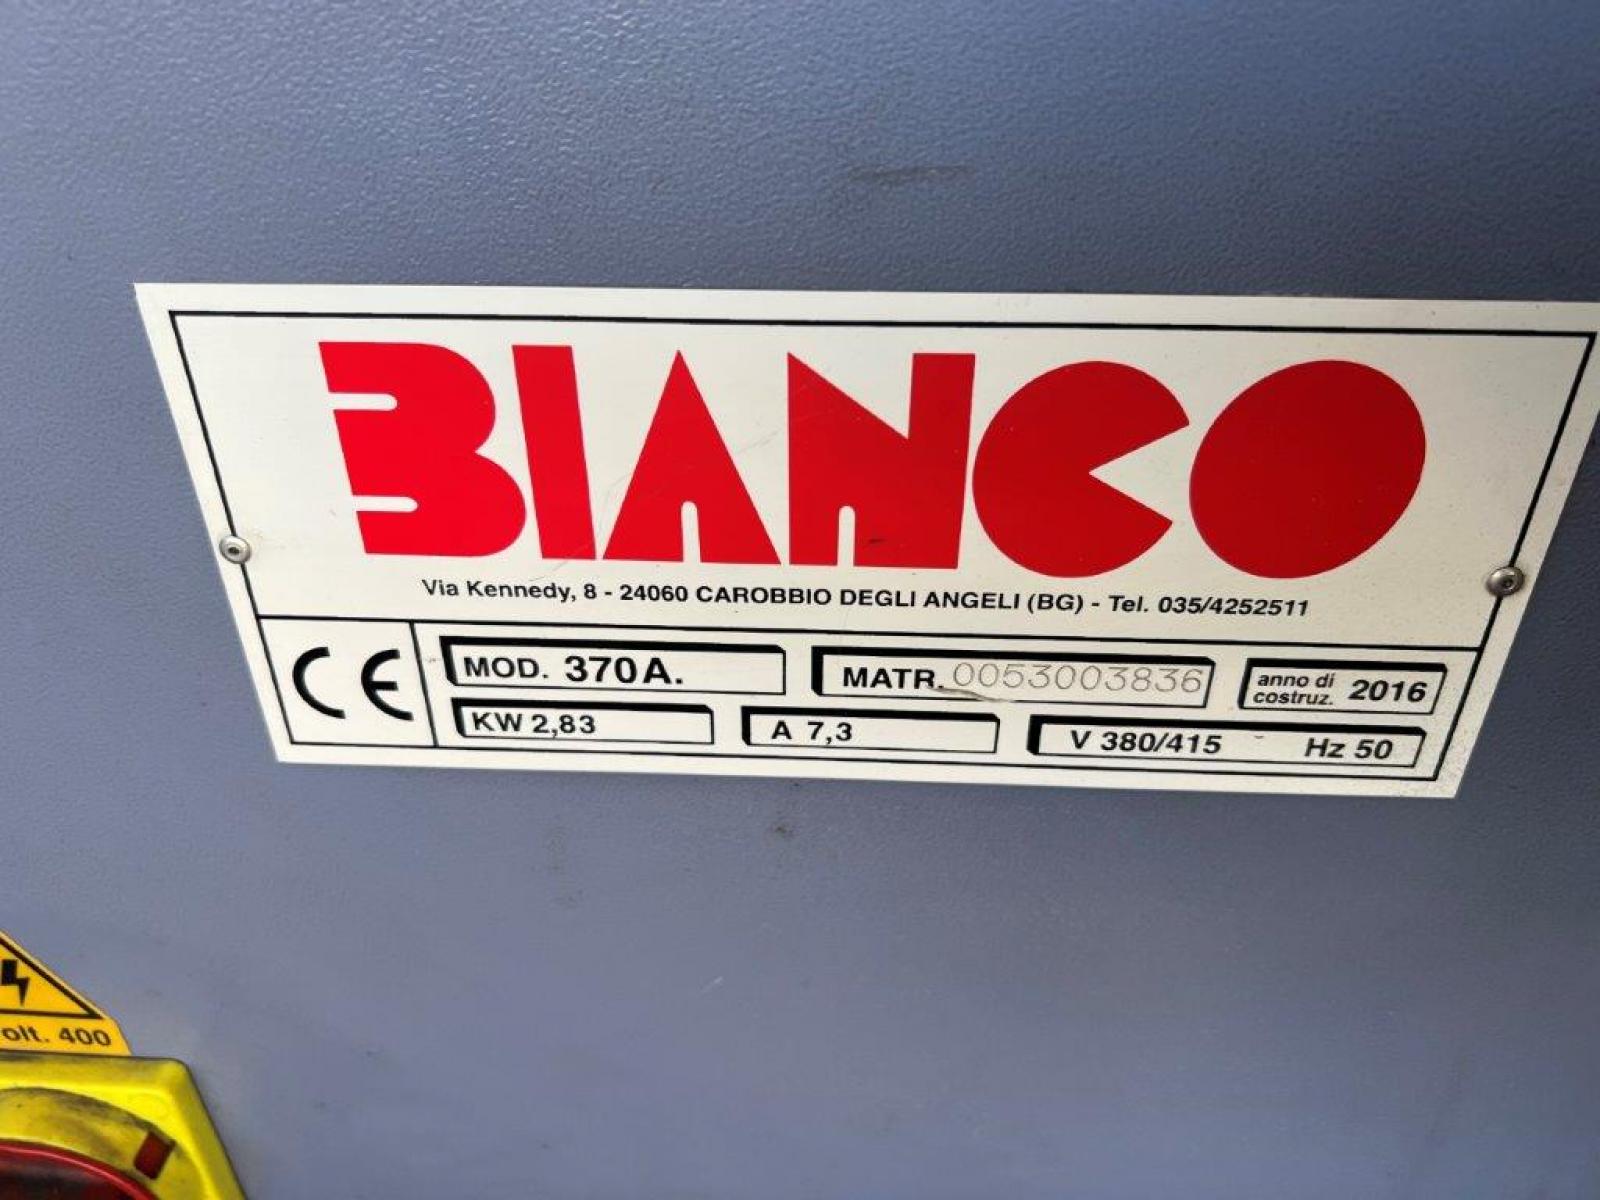 BIANCO
Via Kennedy, 8 - 24060 CAROBBIO DEGLI ANGELI (BG) - Tel. 035/4252511
CE
MOD. 370A.
MATR. 0053003836
anno di
costruz. 2016
KW 2,83
A 7,3
V 380/415 Hz 50
olt. 400